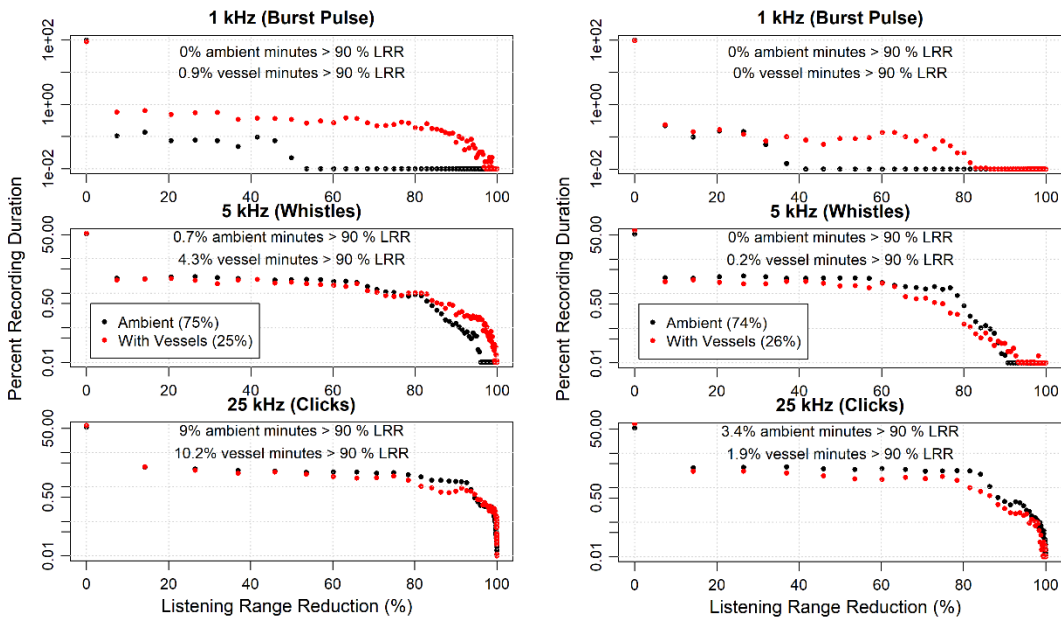 1 kHz (Burst Pulse)
0% ambient minutes > 90 % LRR
0.9% vessel minutes > 90 % LRR
1e+02
1e+00
1e-02
0 20 40 60 80 100
5 kHz (Whistles)
0.7% ambient minutes > 90 % LRR
4.3% vessel minutes > 90 % LRR
Ambient (75%)
With Vessels (25%)
50.00
0.50
0.01
0 20 40 60 80 100
25 kHz (Clicks)
9% ambient minutes > 90 % LRR
10.2% vessel minutes > 90 % LRR
50.00
0.50
0.01
0 20 40 60 80 100
Percent Recording Duration
Listening Range Reduction (%)
1 kHz (Burst Pulse)
0% ambient minutes > 90 % LRR
0% vessel minutes > 90 % LRR
1e+02
1e+00
1e-02
0 20 40 60 80 100
5 kHz (Whistles)
0% ambient minutes > 90 % LRR
0.2% vessel minutes > 90 % LRR
Ambient (74%)
With Vessels (26%)
50.00
0.50
0.01
0 20 40 60 80 100
25 kHz (Clicks)
3.4% ambient minutes > 90 % LRR
1.9% vessel minutes > 90 % LRR
50.00
0.50
0.01
0 20 40 60 80 100
Percent Recording Duration
Listening Range Reduction (%)